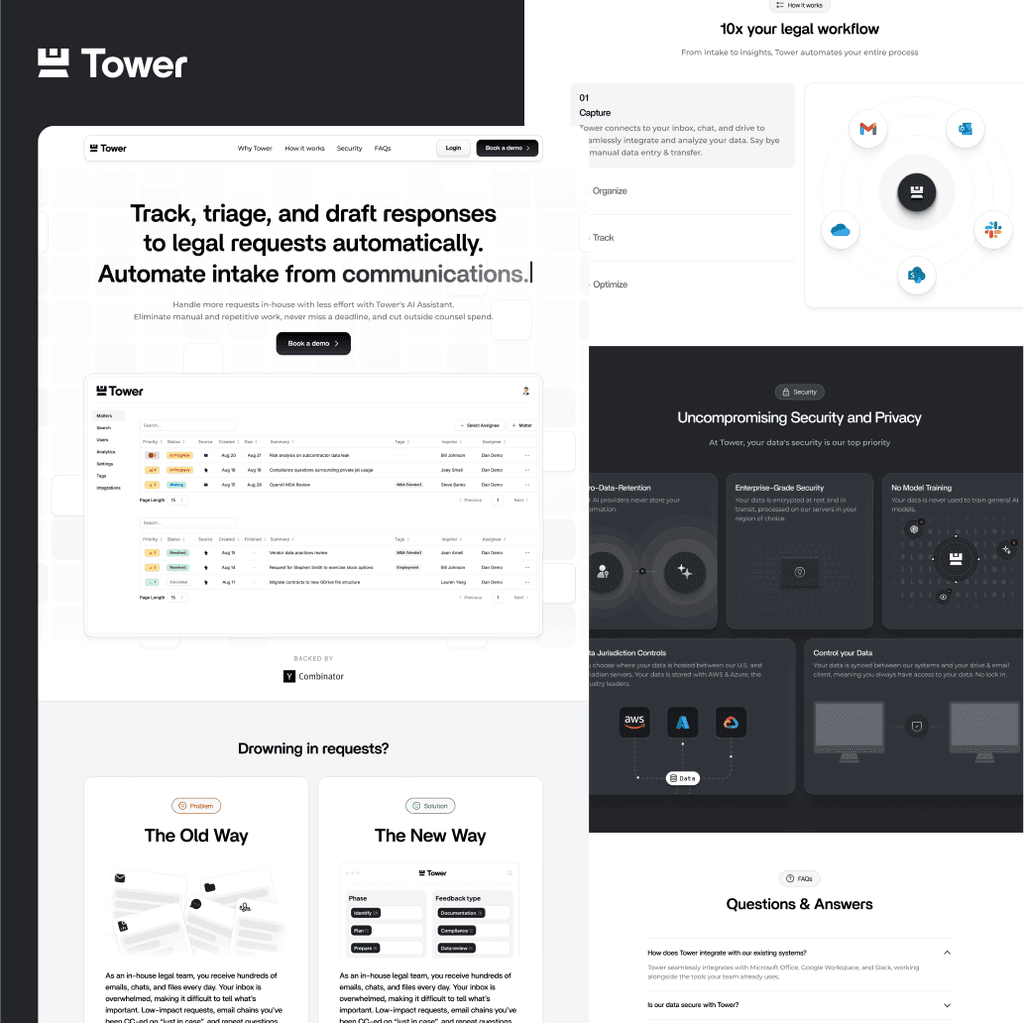 Tower
Tower
Why Tower
How it works
Security
FAQs
Login
Book a demo
Track, triage, and draft responses
to legal requests automatically.
Automate intake from communications.
Handle more requests in-house with less effort with Tower's AI Assistant.
Eliminate manual and repetitive work, never miss a deadline, and cut outside counsel spend.
Book a demo
Tower
Matters
Search
Users
Analytics
Settings
Tags
Integrations
Search...
Select Assignee
Matter
Priority Status Source Created Due Summary Tags Importer Assignee
In-Progress Aug 20 Aug 21 Risk analysis on subcontractor data leak Bill Johnson Dan Demo
In-Progress Aug 18 Aug 19 Compliance questions surrounding private jet usage Joey Small Dan Demo
Waiting Aug 15 Aug 20 OpenAI MSA Review Steve Banks Dan Demo
Page Length 15
Previous 1 Next
Search...
Priority Status Source Created Finished Summary Tags Importer Assignee
Resolved Aug 15 - Vendor data practices review Jean Amell Dan Demo
Resolved Aug 14 - Request for Stephen Smith to exercise stock options Employment Bill Johnson Dan Demo
Cancelled Aug 11 - Migrate contracts to new GDrive file structure Lauren Yang Dan Demo
Page Length 15
Previous 1 Next
BACKED BY
Y Combinator
Drowning in requests?
Problem
The Old Way
As an in-house legal team, you receive hundreds of
emails, chats, and files every day. Your inbox is
overwhelmed, making it difficult to tell what's
important. Low-impact requests, email chains you've
been CC-ed on "just in case", and repeat questions
Solution
The New Way
Tower
Phase
Identify
Plan
Prepare
Feedback type
Documentation
Compliance
Data review
As an in-house legal team, you receive hundreds of
emails, chats, and files every day. Your inbox is
overwhelmed, making it difficult to tell what's
important. Low-impact requests, email chains you've
been CC-ed on "just in case", and repeat questions
How it works
10x your legal workflow
From intake to insights, Tower automates your entire process
01
Capture
Tower connects to your inbox, chat, and drive to
eamlessly integrate and analyze your data. Say bye
manual data entry & transfer.
Organize
Track
Optimize
Security
Uncompromising Security and Privacy
At Tower, your data's security is our top priority
ro-Data-Retention
AI providers never store your
ormation.
Enterprise-Grade Security
Your data is encrypted at rest and in
transit, processed on our servers in your
region of choice.
No Model Training
Your data is never used to train general AI
models.
ta Jurisdiction Controls
choose where your data is hosted between our U.S. and
nadian servers. Your data is stored with AWS & Azure, the
ustry leaders.
aws
Data
Control your Data
Your data is synced between our systems and your drive & email
client, meaning you always have access to your data. No lock in.
FAQs
Questions & Answers
How does Tower integrate with our existing systems?
Tower seamlessly integrates with Microsoft Office, Google Workspace, and Slack, working
alongside the tools your team already uses.
Is our data secure with Tower?